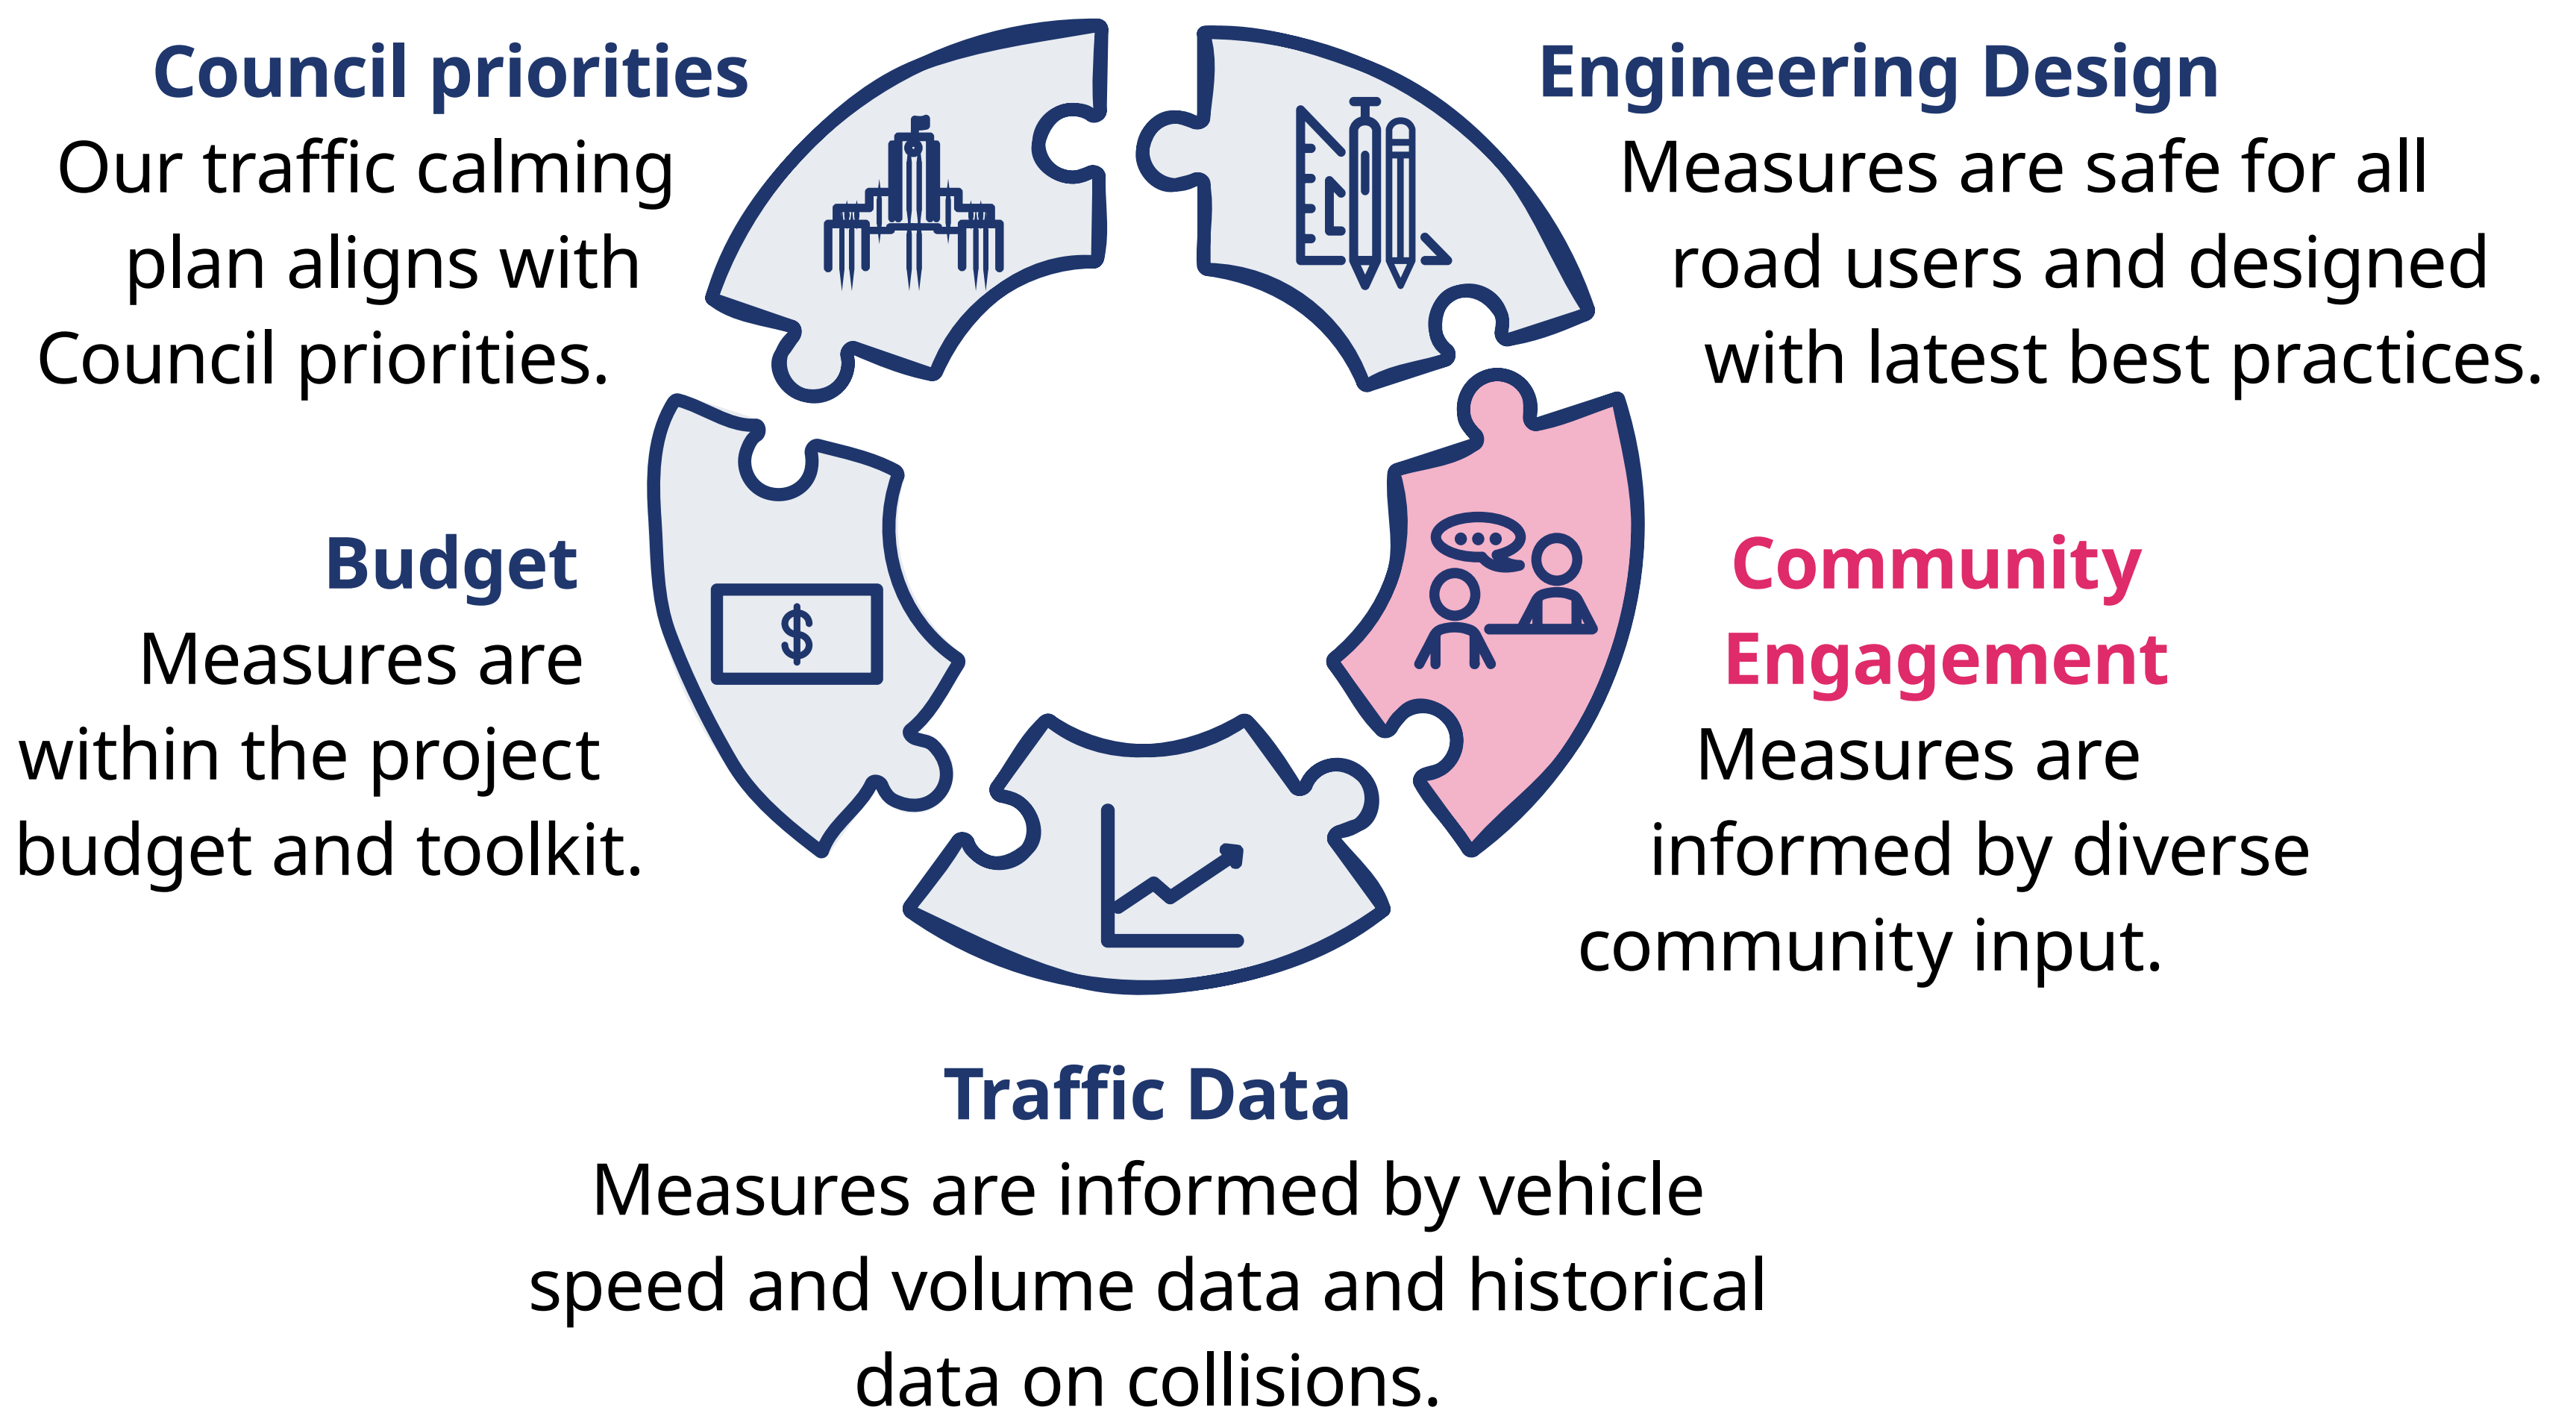 Council priorities
Our traffic calming
plan aligns with
Council priorities.
Engineering Design
Measures are safe for all
road users and designed
with latest best practices.
Budget
Measures are
within the project
budget and toolkit.
$
Community
Engagement
Measures are
informed by diverse
community input.
Traffic Data
Measures are informed by vehicle
speed and volume data and historical
data on collisions.